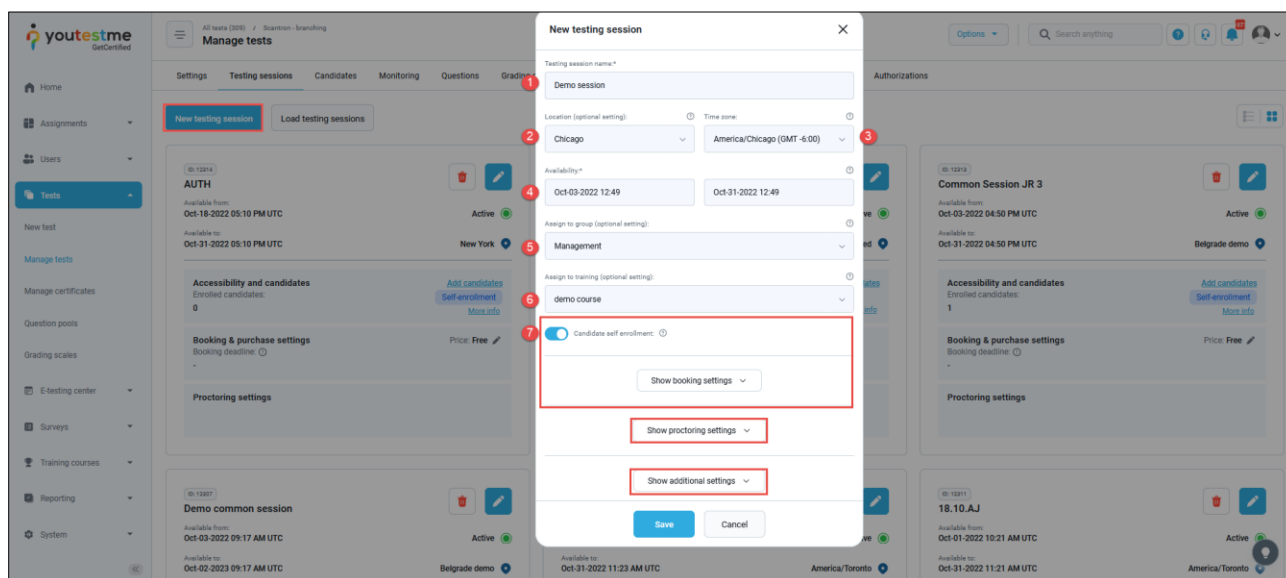 youtestme
GetCertified
All tests (309) / Scantron - branching
Manage tests
Options
Search anything
Home
Assignments
Users
Tests
New test
Manage tests
Manage certificates
Question pools
Grading scales
E-testing center
Surveys
Training courses
Reporting
System
Settings
Testing sessions
Candidates
Monitoring
Questions
Grading
Authorizations
New testing session
Load testing sessions
ID: 12314
AUTH
Available from:
Oct-18-2022 05:10 PM UTC
Active
Available to:
Oct-31-2022 05:10 PM UTC
New York
Accessibility and candidates
Add candidates
Enrolled candidates:
Self-enrollment
0
More info
Booking & purchase settings
Price: Free
Booking deadline:
-
Proctoring settings
Demo common session
Available from:
Oct-03-2022 09:17 AM UTC
Active
Available to:
Oct-02-2023 09:17 AM UTC
Belgrade demo
New testing session
Testing session name:*
1
Demo session
Location (optional setting):
Time zone:
2
Chicago
America/Chicago (GMT -6:00)
3
Availability:*
4
Oct-03-2022 12:49
Oct-31-2022 12:49
Assign to group (optional setting):
5
Management
Assign to training (optional setting):
6
demo course
7
Candidate self enrollment:
Show booking settings
Show proctoring settings
Show additional settings
Save
Cancel
Available to:
Oct-31-2022 11:23 AM UTC
America/Toronto
Common Session JR 3
Available from:
Oct-03-2022 04:50 PM UTC
Active
Available to:
Oct-31-2022 04:50 PM UTC
Belgrade demo
Accessibility and candidates
Add candidates
Enrolled candidates:
Self-enrollment
1
More info
Booking & purchase settings
Price: Free
Booking deadline:
-
Proctoring settings
18.10.AJ
Available from:
Oct-01-2022 10:21 AM UTC
Active
Available to:
Oct-31-2022 11:21 AM UTC
America/Toronto